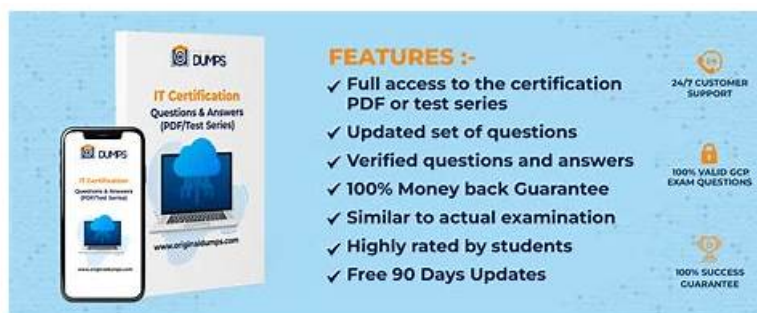 DUMPS
IT Certification
Questions & Answers
(PDF/Test Series)
www.originaldumps.com
DUMPS
IT Certification
Questions & Answers
(PDF/Test Series)
www.originaldumps.com
FEATURES :-
✓ Full access to the certification
PDF or test series
✓ Updated set of questions
✓ Verified questions and answers
✓ 100% Money back Guarantee
✓ Similar to actual examination
✓ Highly rated by students
✓ Free 90 Days Updates
24/7 CUSTOMER
SUPPORT
100% VALID GCP
EXAM QUESTIONS
100% SUCCESS
GUARANTEE